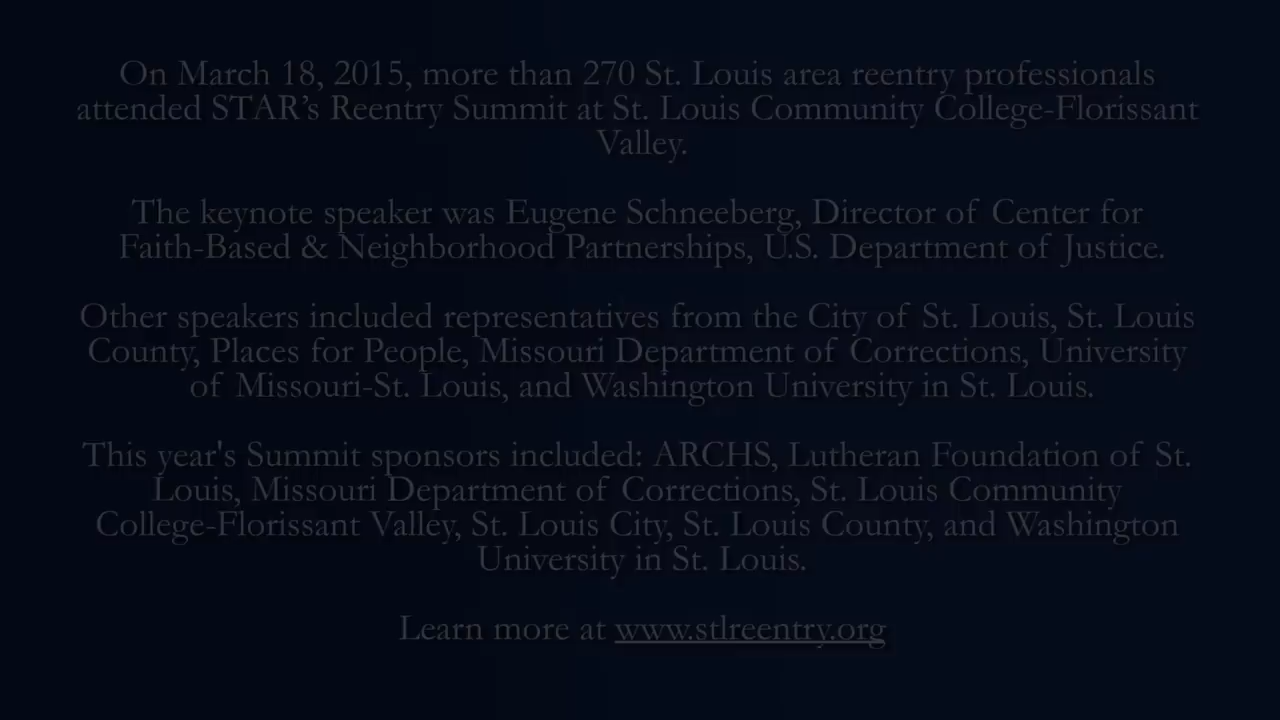 On March 18, 2015, more than 270 St. Louis area reentry professionals
attended STAR’s Reentry Summit at St. Louis Community College-Florissant
Valley.
The keynote speaker was Eugene Schneeberg, Director of Center for
Faith-Based & Neighborhood Partnerships, U.S. Department of Justice.
Other speakers included representatives from the City of St. Louis, St. Louis
County, Places for People, Missouri Department of Corrections, University
of Missouri-St. Louis, and Washington University in St. Louis.
This year's Summit sponsors included: ARCHS, Lutheran Foundation of St.
Louis, Missouri Department of Corrections, St. Louis Community
College-Florissant Valley, St. Louis City, St. Louis County, and Washington
University in St. Louis.
Learn more at www.stlreentry.org